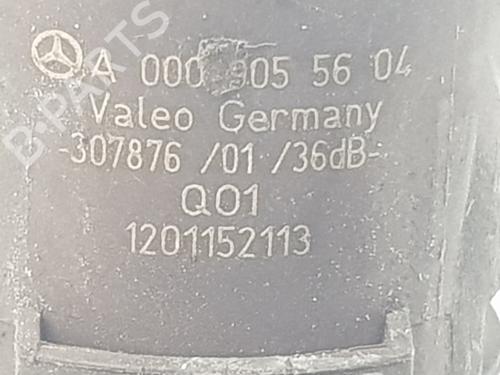 A 000 905 56 04
Valeo Germany
-307876 /01 /36dB-
Q01
1201152113
B-PARTS